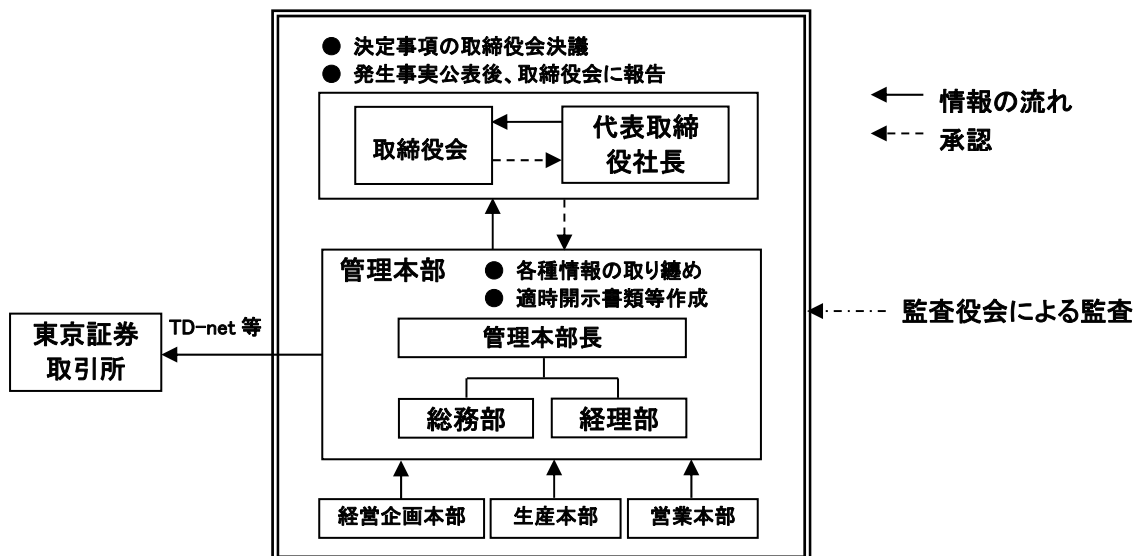 ● 決定事項の取締役会決議
● 発生事実公表後、取締役会に報告
取締役会
代表取締
役社長
情報の流れ
承認
管理本部
● 各種情報の取り纏め
● 適時開示書類等作成
管理本部長
総務部
経理部
東京証券
取引所
TD-net 等
監査役会による監査
経営企画本部
生産本部
営業本部